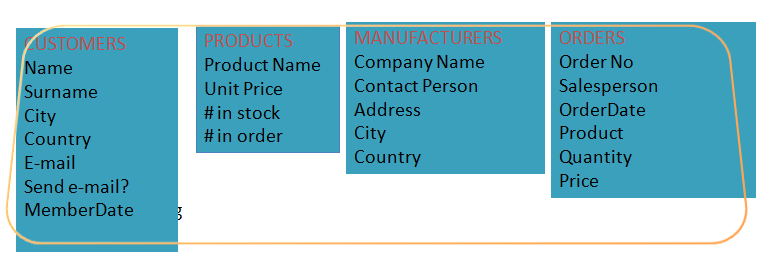 CUSTOMERS
Name
Surname
City
Country
E-mail
Send e-mail?
MemberDate
PRODUCTS
Product Name
Unit Price
# in stock
# in order
MANUFACTURERS
Company Name
Contact Person
Address
City
Country
ORDERS
Order No
Salesperson
OrderDate
Product
Quantity
Price